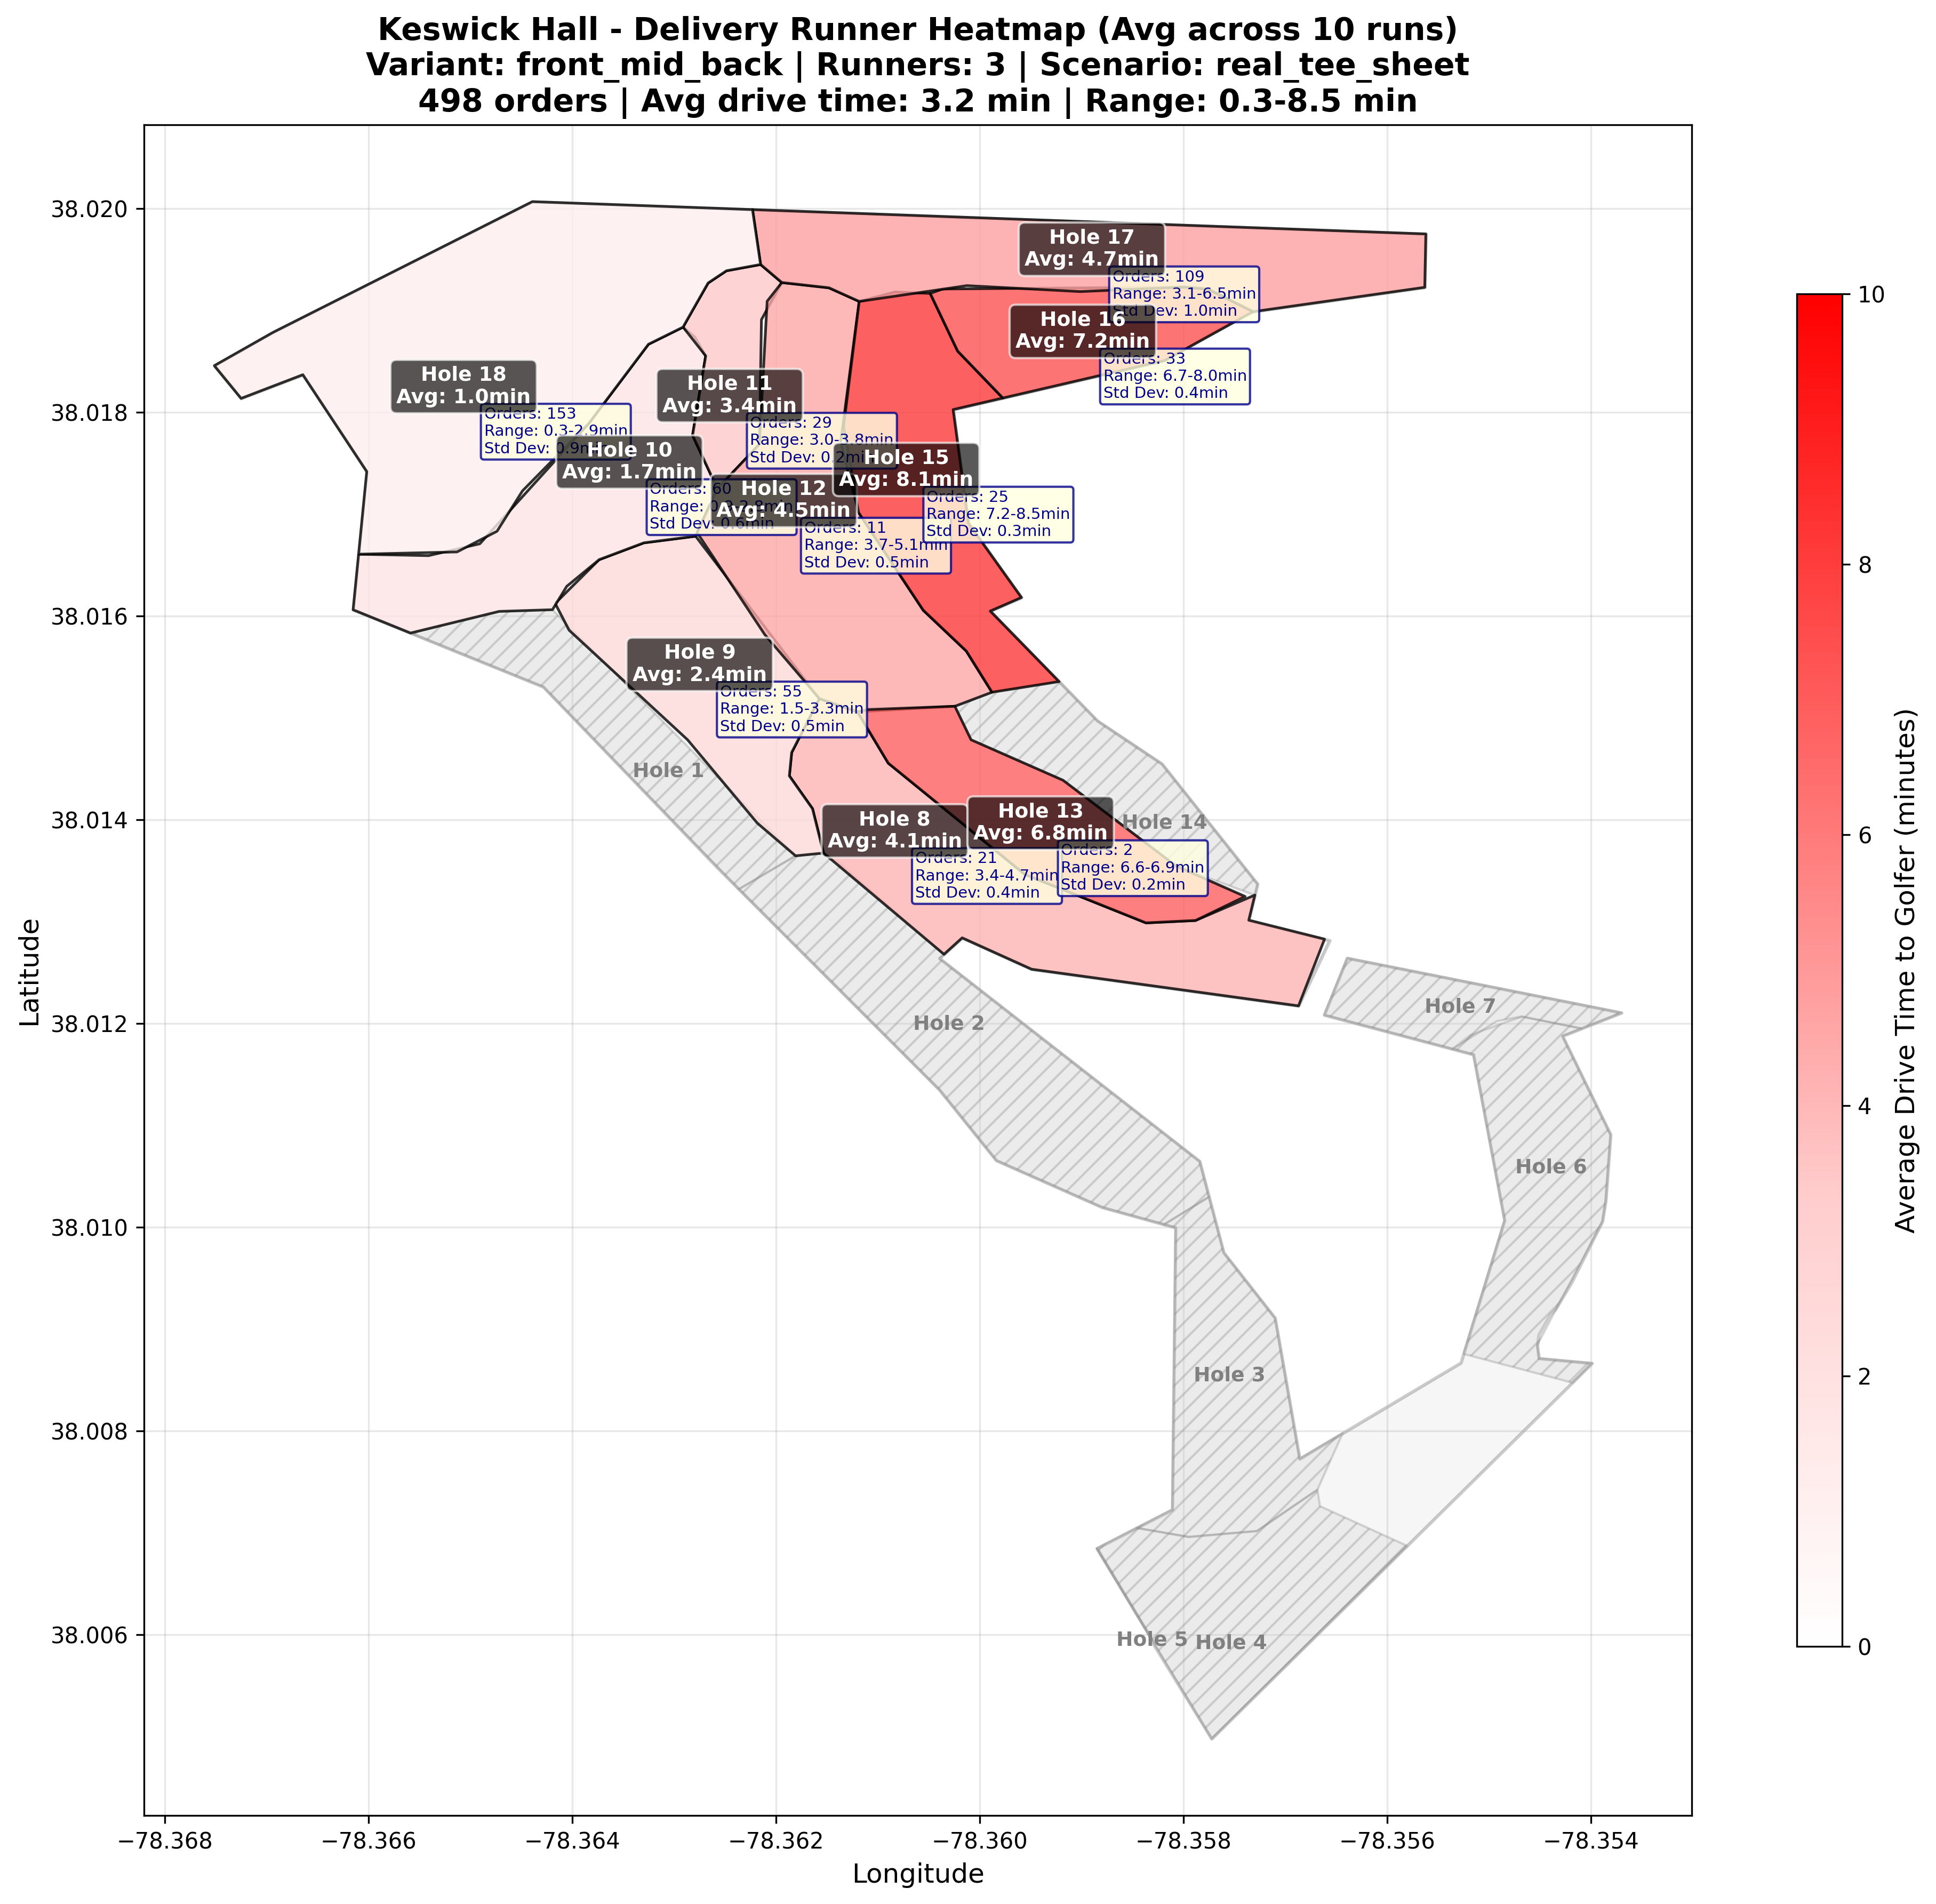 Keswick Hall - Delivery Runner Heatmap (Avg across 10 runs)
Variant: front_mid_back | Runners: 3 | Scenario: real_tee_sheet
498 orders | Avg drive time: 3.2 min | Range: 0.3-8.5 min
Hole 17
Avg: 4.7min
Orders: 109
Range: 3.1-6.5min
Std Dev: 1.0min
Hole 16
Avg: 7.2min
Orders: 33
Range: 6.7-8.0min
Std Dev: 0.4min
Hole 18
Avg: 1.0min
Orders: 153
Range: 0.3-2.9min
Std Dev: 0.9min
Hole 11
Avg: 3.4min
Orders: 29
Range: 3.0-3.8min
Std Dev: 0.2min
Hole 10
Avg: 1.7min
Orders: 60
Range:
Std Dev: 0.6min
Hole 15
Avg: 8.1min
Orders: 25
Range: 7.2-8.5min
Std Dev: 0.3min
Hole 12
Avg: 4.5min
Orders: 11
Range: 3.7-5.1min
Std Dev: 0.5min
Hole 9
Avg: 2.4min
Orders: 55
Range: 1.5-3.3min
Std Dev: 0.5min
Hole 1
Hole 8
Avg: 4.1min
Orders: 21
Range: 3.4-4.7min
Std Dev: 0.4min
Hole 13
Avg: 6.8min
Orders: 2
Range: 6.6-6.9min
Std Dev: 0.2min
Hole 14
Hole 2
Hole 7
Hole 6
Hole 3
Hole 5
Hole 4
38.020
38.018
38.016
38.014
38.012
38.010
38.008
38.006
Latitude
−78.368
−78.366
−78.364
−78.362
−78.360
−78.358
−78.356
−78.354
Longitude
10
8
6
4
2
0
Average Drive Time to Golfer (minutes)